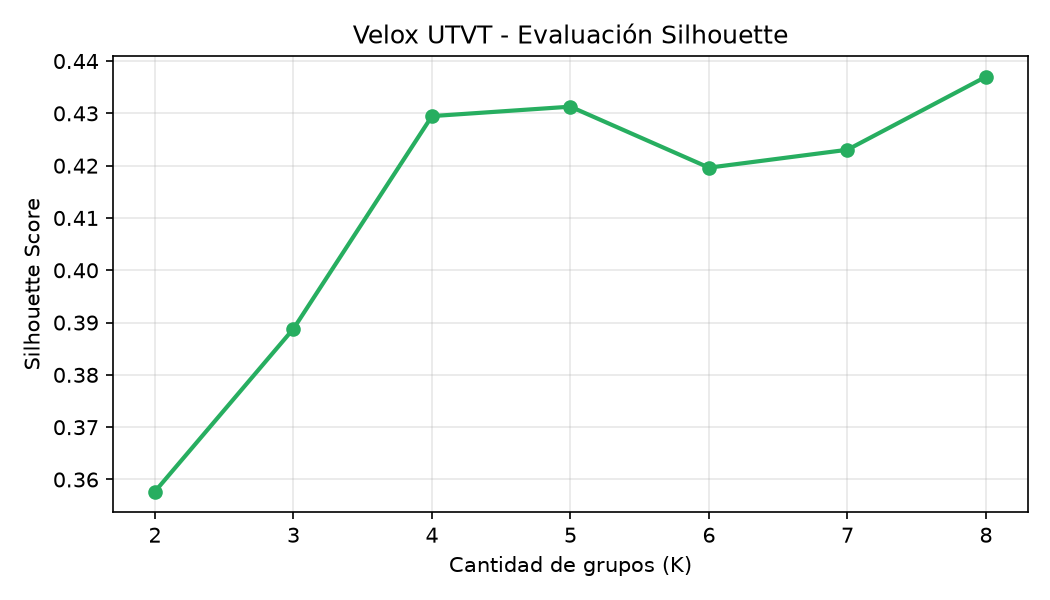 Velox UTVT - Evaluación Silhouette
Silhouette Score
0.44
0.43
0.42
0.41
0.40
0.39
0.38
0.37
0.36
2 3 4 5 6 7 8
Cantidad de grupos (K)